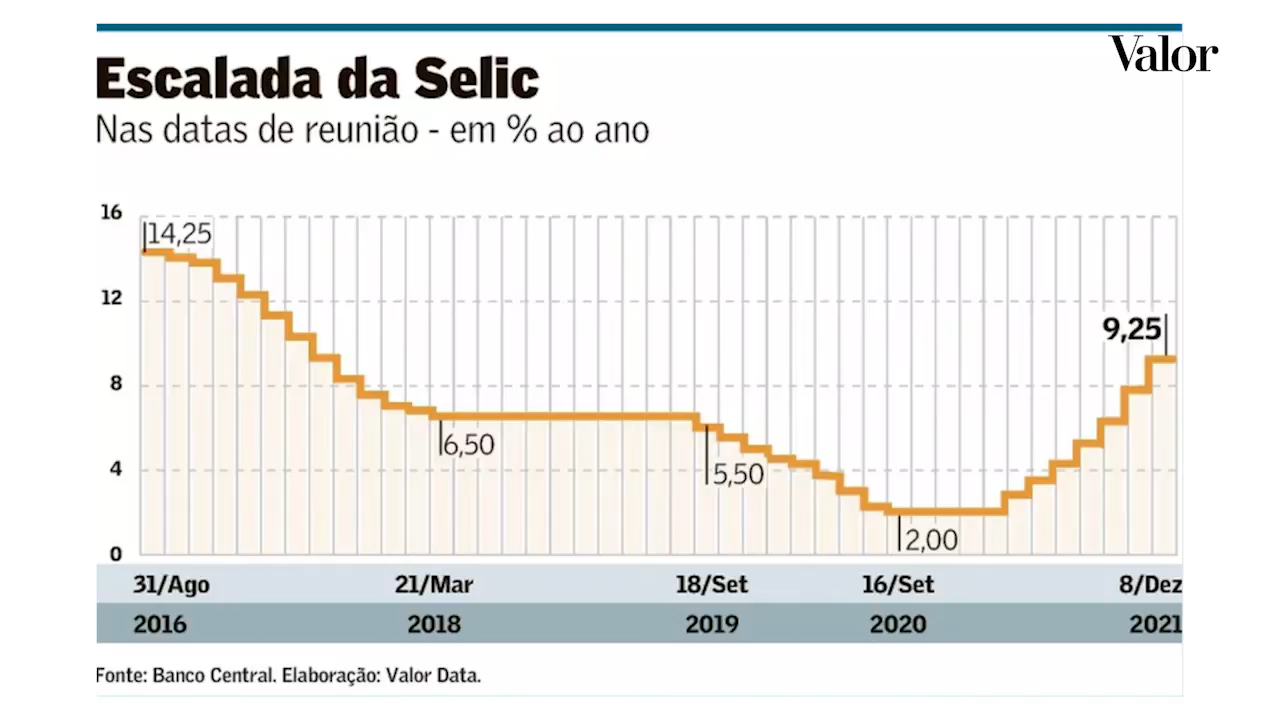 Valor
Escalada da Selic
Nas datas de reunião - em % ao ano
16
14,25
12
9,25
8
6,50
4
5,50
2,00
0
31/Ago 21/Mar 18/Set 16/Set 8/Dez
2016 2018 2019 2020 2021
Fonte: Banco Central. Elaboração: Valor Data.